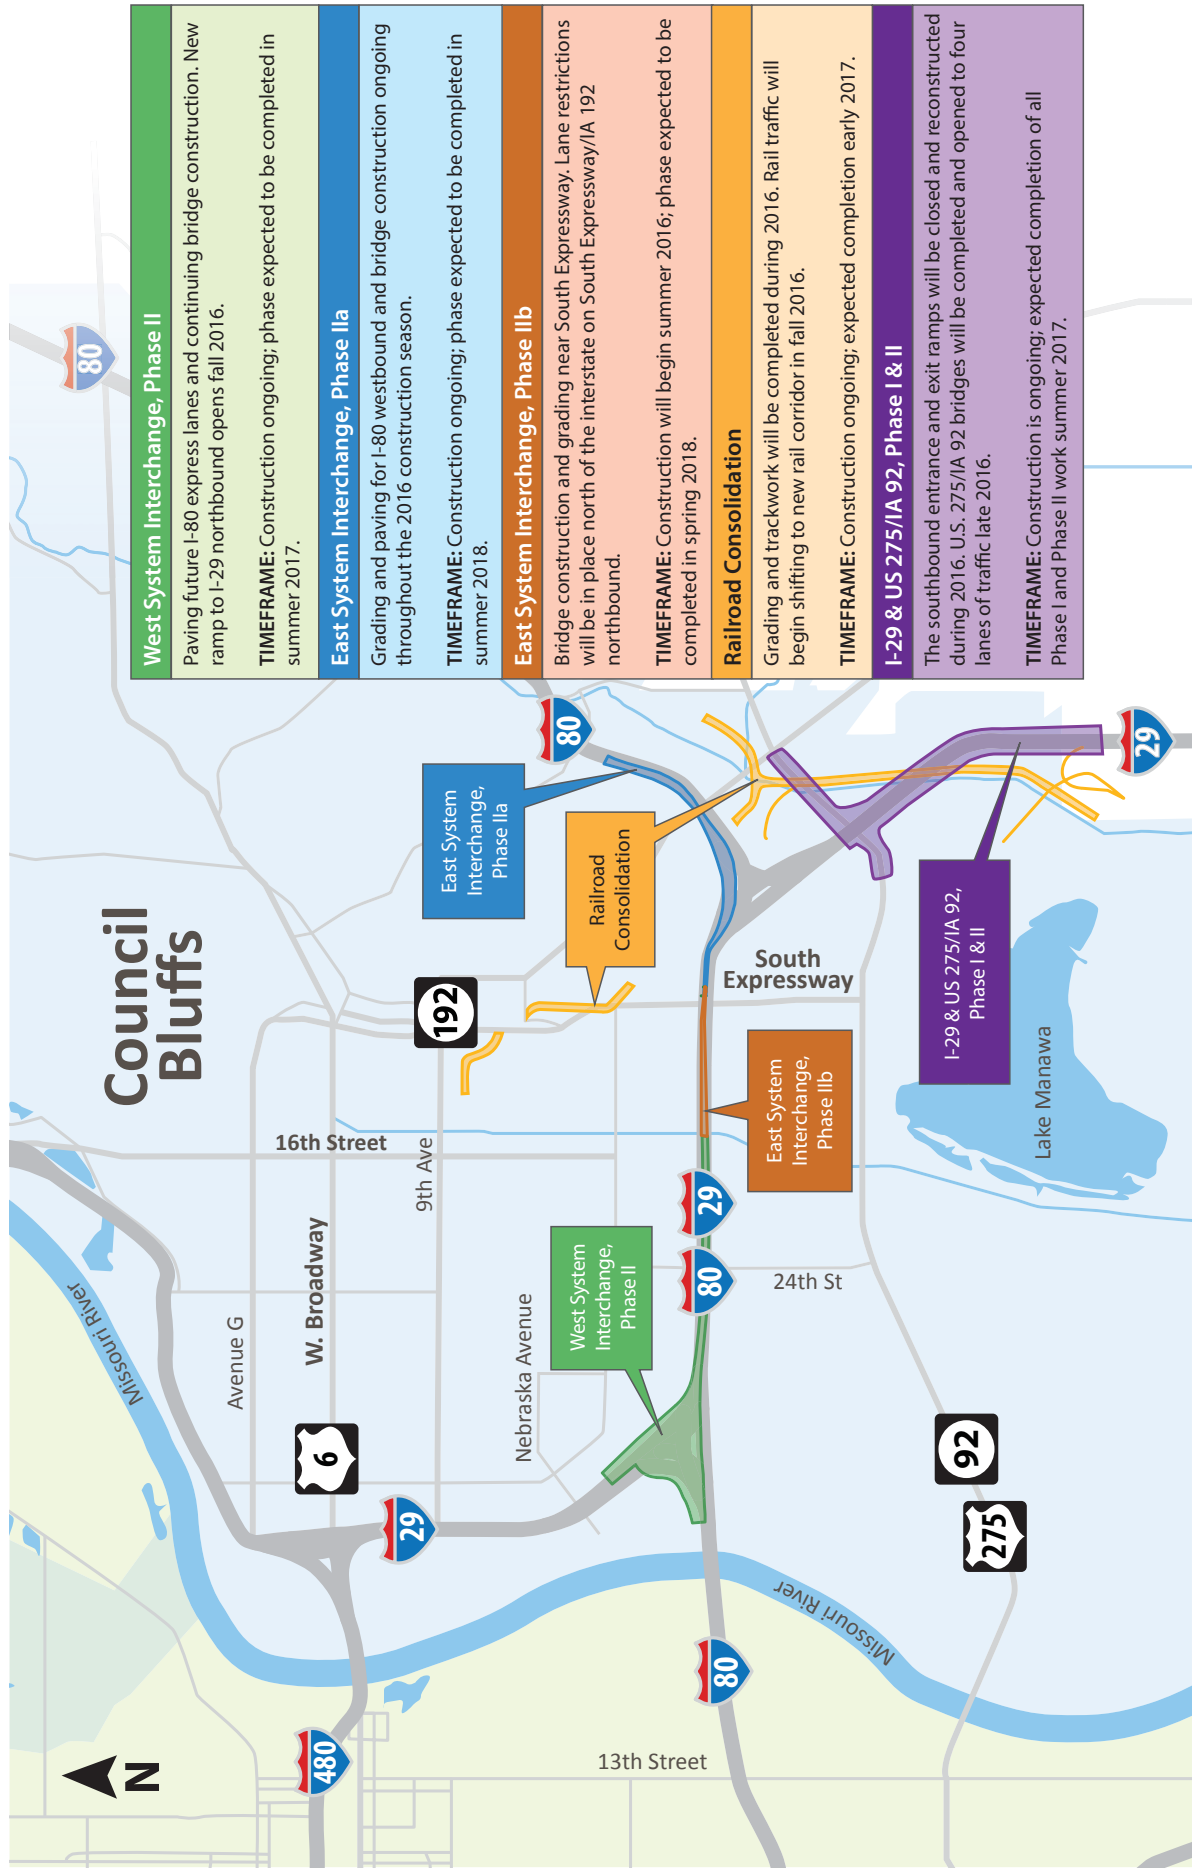 Council
Bluffs
N
480
6
29
192
80
80
80
29
80
29
92
275
Missouri River
Missouri River
Avenue G
W. Broadway
16th Street
9th Ave
Nebraska Avenue
24th St
13th Street
South
Expressway
Lake Manawa
West System
Interchange,
Phase II
East System
Interchange,
Phase IIa
Railroad
Consolidation
East System
Interchange,
Phase IIb
I-29 & US 275/IA 92,
Phase I & II
West System Interchange, Phase II
Paving future I-80 express lanes and continuing bridge construction. New
ramp to I-29 northbound opens fall 2016.
TIMEFRAME: Construction ongoing; phase expected to be completed in
summer 2017.
East System Interchange, Phase IIa
Grading and paving for I-80 westbound and bridge construction ongoing
throughout the 2016 construction season.
TIMEFRAME: Construction ongoing; phase expected to be completed in
summer 2018.
East System Interchange, Phase IIb
Bridge construction and grading near South Expressway. Lane restrictions
will be in place north of the interstate on South Expressway/IA 192
northbound.
TIMEFRAME: Construction will begin summer 2016; phase expected to be
completed in spring 2018.
Railroad Consolidation
Grading and trackwork will be completed during 2016. Rail traffic will
begin shifting to new rail corridor in fall 2016.
TIMEFRAME: Construction ongoing; expected completion early 2017.
I-29 & US 275/IA 92, Phase I & II
The southbound entrance and exit ramps will be closed and reconstructed
during 2016. U.S. 275/IA 92 bridges will be completed and opened to four
lanes of traffic late 2016.
TIMEFRAME: Construction is ongoing; expected completion of all
Phase I and Phase II work summer 2017.